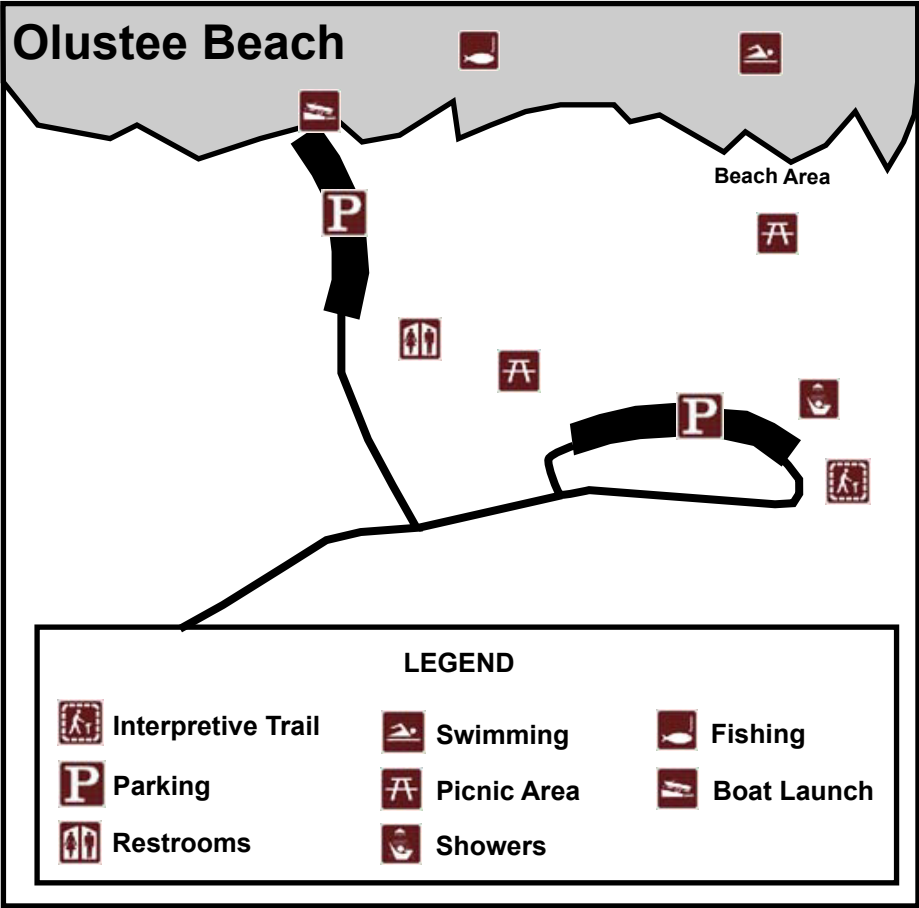 Olustee Beach
Beach Area
P
P
LEGEND
Interpretive Trail
Swimming
Fishing
P Parking
Picnic Area
Boat Launch
Restrooms
Showers